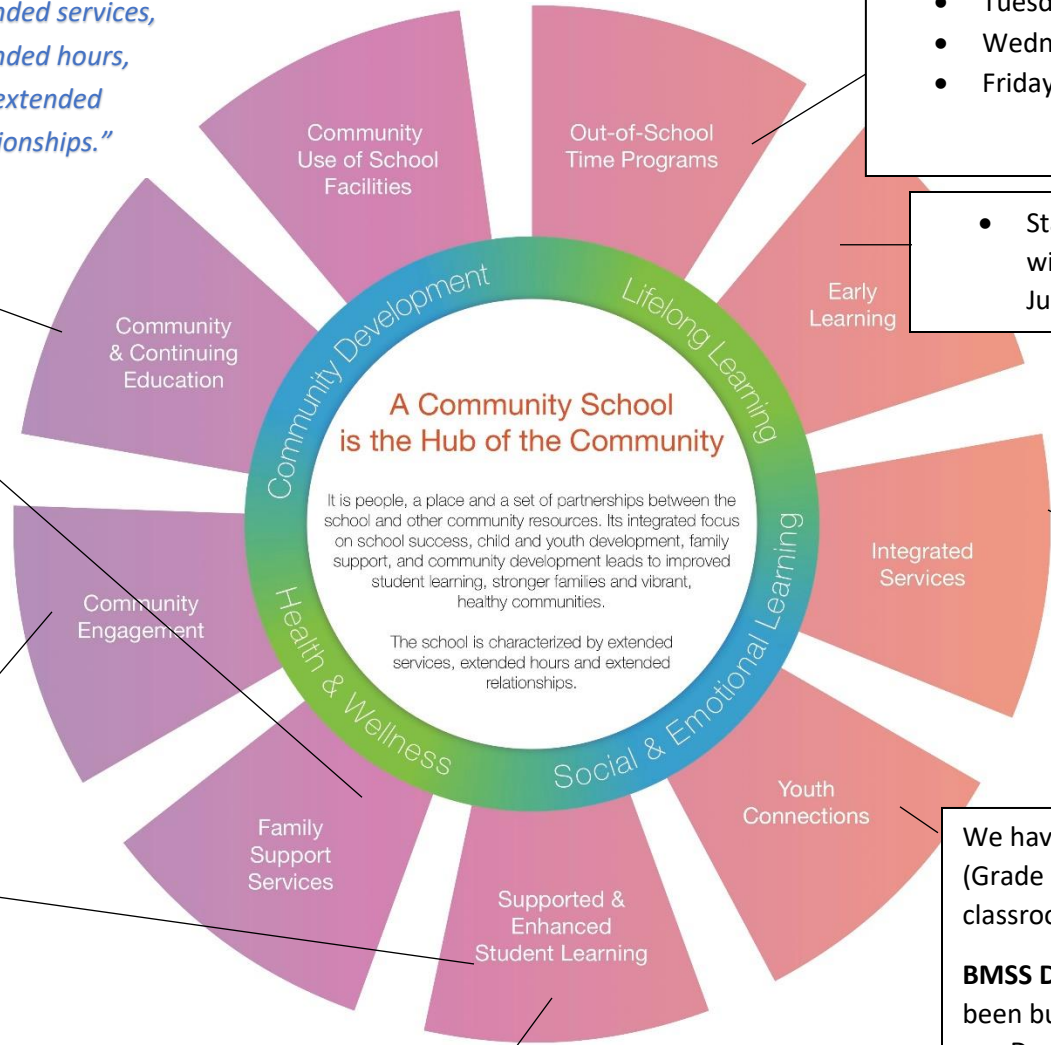 nded services,
nded hours,
extended
ionships.”
• Tuesd
• Wedn
• Friday
• St
wi
Ju
Community
Use of School
Facilities
Out-of-School
Time Programs
Early
Learning
Community
& Continuing
Education
Integrated
Services
Community
Engagement
Youth
Connections
Family
Support
Services
Supported &
Enhanced
Student Learning
Community Development
Lifelong Learning
Health & Wellness
Social & Emotional Learning
A Community School
is the Hub of the Community
It is people, a place and a set of partnerships between the
school and other community resources. Its integrated focus
on school success, child and youth development, family
support, and community development leads to improved
student learning, stronger families and vibrant,
healthy communities.
The school is characterized by extended
services, extended hours and extended
relationships.
We hav
(Grade
classroo
BMSS D
been bu